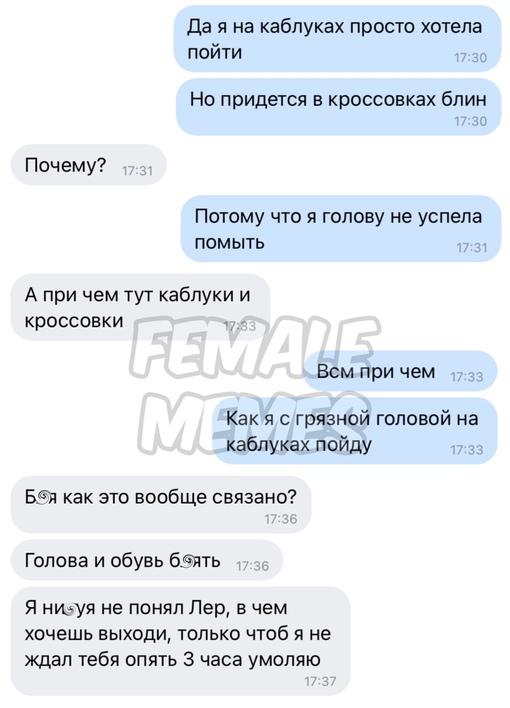 Да я на каблуках просто хотела
пойти
17:30
Но придется в кроссовках блин
17:30
Почему? 17:31
Потому что я голову не успела
помыть
17:31
А при чем тут каблуки и
кроссовки
17:33
FEMALE
MEMES
Всм при чем 17:33
Как я с грязной головой на
каблуках пойду
17:33
Б я как это вообще связано?
17:36
Голова и обувь б ять 17:36
Я ни уя не понял Лер, в чем
хочешь выходи, только чтоб я не
ждал тебя опять 3 часа умоляю
17:37